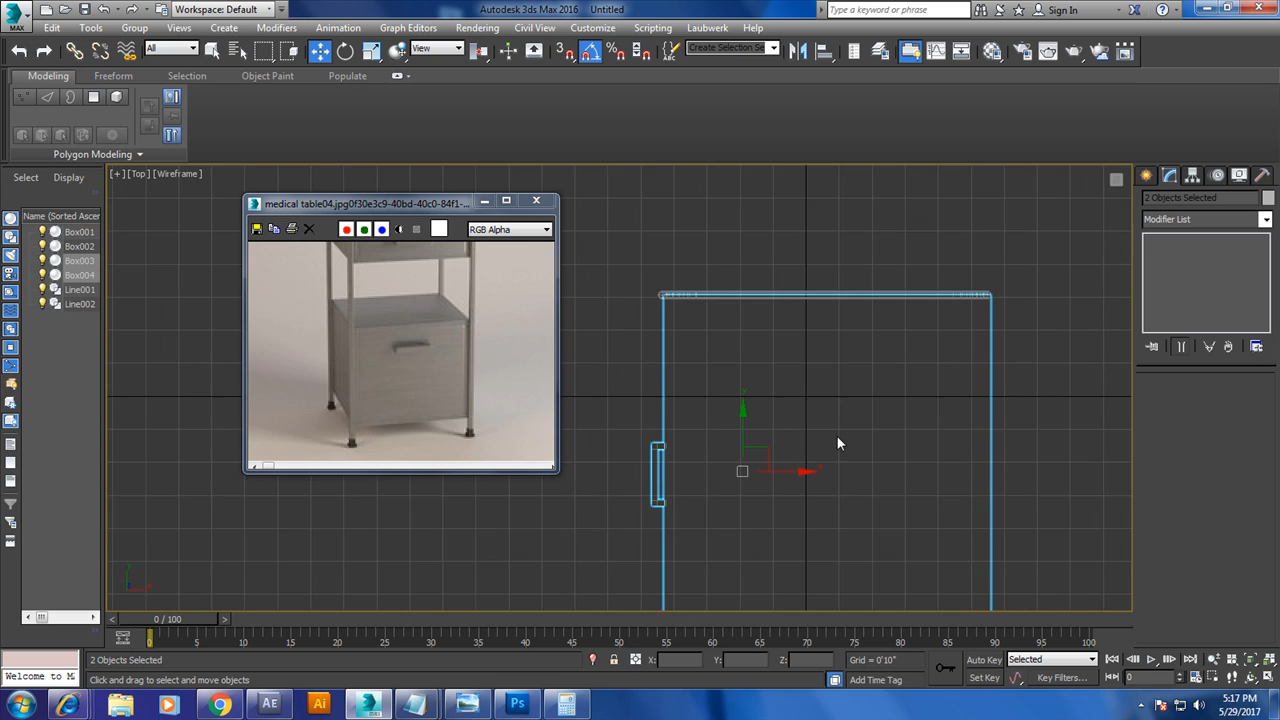 MAX
Workspace: Default
Autodesk 3ds Max 2016   Untitled
Type a keyword or phrase
Sign In
Edit Tools Group Views Create Modifiers Animation Graph Editors Rendering Civil View Customize Scripting Laubwerk Help
All
View
3
Create Selection Se
Modeling Freeform Selection Object Paint Populate
Polygon Modeling
Select Display
Name (Sorted Ascen
Box001
Box002
Box003
Box004
Line001
Line002
[+] [Top] [Wireframe]
medical table04.jpg0f30e3c9-40bd-40c0-84f1-...
RGB Alpha
2 Objects Selected
Modifier List
0 / 100
0 5 10 15 20 25 30 35 40 45 50 55 60 65 70 75 80 85 90 95 100
2 Objects Selected
X: Y: Z:
Grid = 0'10"
Auto Key
Selected
Welcome to M
Click and drag to select and move objects
Add Time Tag
Set Key
Key Filters...
0
Ae
Ai
Ps
5:17 PM
5/29/2017